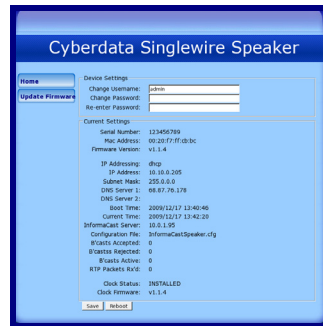 Cyberdata Singlewire Speaker
Home
Update Firmware
Device Settings
Change Username: admin
Change Password:
Re-enter Password:
Current Settings
Serial Number: 123456789
Mac Address: 00:20:f7:ff:cb:bc
Firmware Version: v1.1.4
IP Addressing: dhcp
IP Address: 10.10.0.205
Subnet Mask: 255.0.0.0
DNS Server 1: 68.87.76.178
DNS Server 2:
Boot Time: 2009/12/17 13:40:46
Current Time: 2009/12/17 13:42:20
InformaCast Server: 10.0.1.95
Configuration File: InformaCastSpeaker.cfg
B'casts Accepted: 0
B'castss Rejected: 0
B'casts Active: 0
RTP Packets Rx'd: 0
Clock Status: INSTALLED
Clock Firmware: v1.1.4
Save Reboot